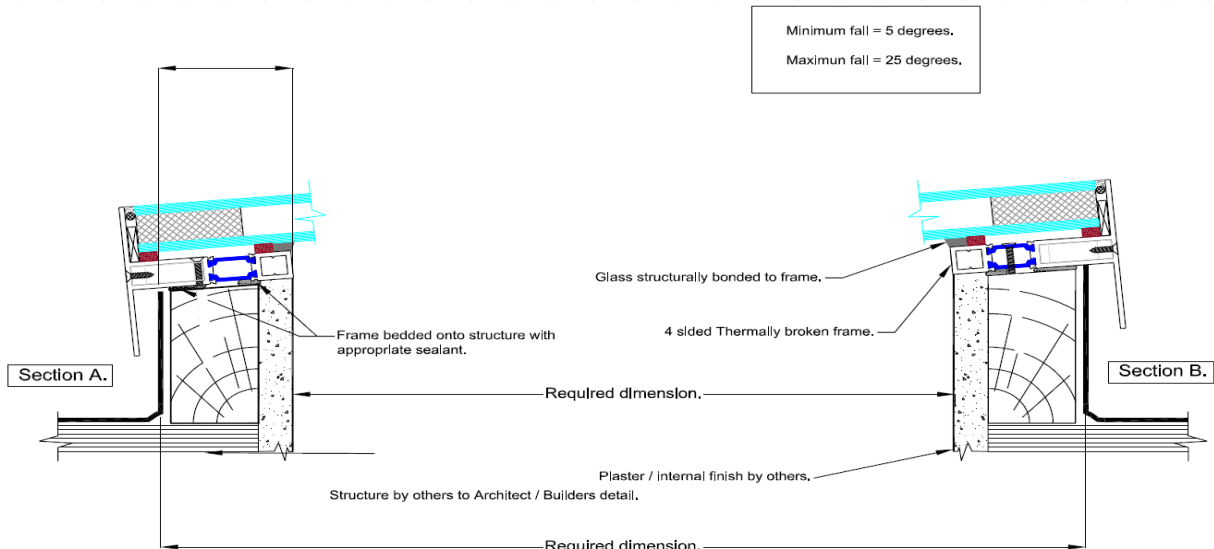 Minimum fall = 5 degrees.
Maximun fall = 25 degrees.
Glass structurally bonded to frame.
4 sided Thermally broken frame.
Frame bedded onto structure with
appropriate sealant.
Section A.
Section B.
Required dimension.
Plaster / internal finish by others.
Structure by others to Architect / Builders detail.
Required dimension.